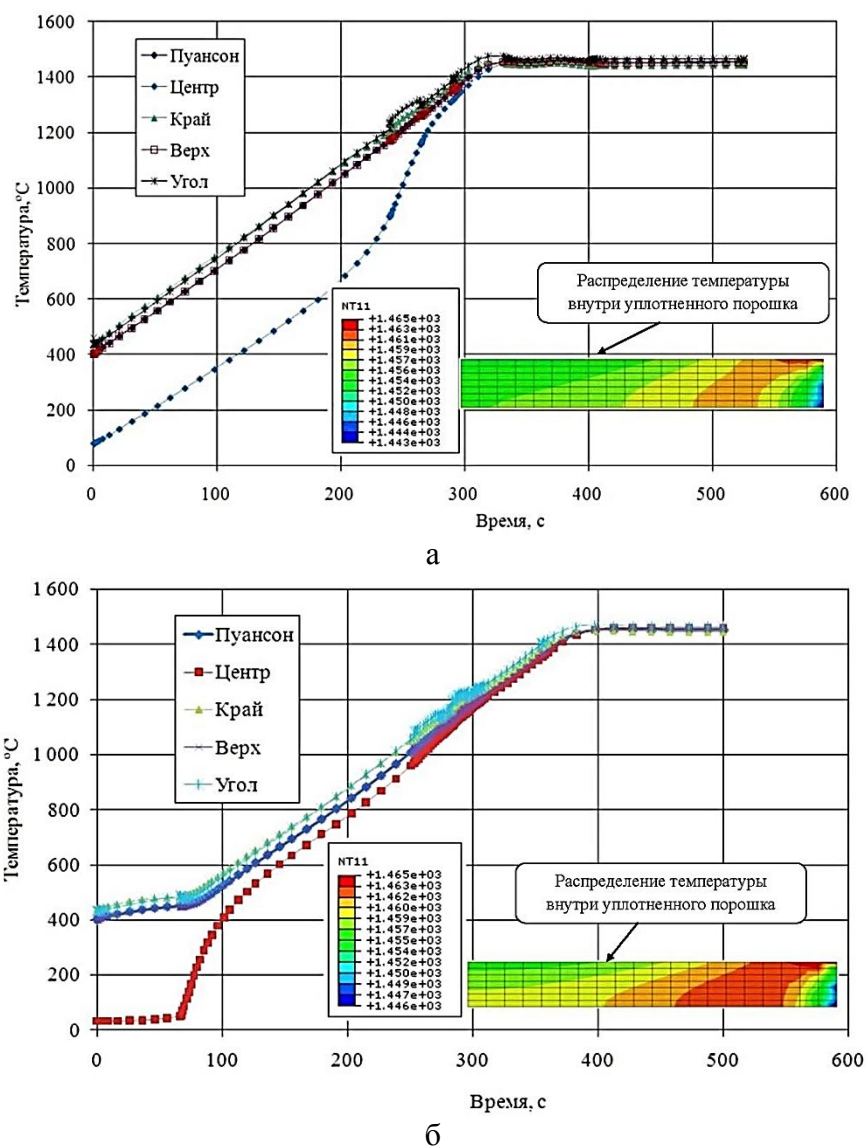 1600
1400
1200
1000
800
600
400
200
0
Температура,ºС
Пуансон
Центр
Край
Верх
Угол
NT11
+1.465e+03
+1.463e+03
+1.461e+03
+1.459e+03
+1.457e+03
+1.456e+03
+1.454e+03
+1.452e+03
+1.450e+03
+1.448e+03
+1.446e+03
+1.444e+03
+1.443e+03
Распределение температуры
внутри уплотненного порошка
0 100 200 300 400 500 600
Время, с
а
1 600
1 400
1 200
1 000
800
600
400
200
0
Температура,ºС
Пуансон
Центр
Край
Верх
Угол
NT11
+1.465e+03
+1.463e+03
+1.462e+03
+1.460e+03
+1.459e+03
+1.457e+03
+1.455e+03
+1.454e+03
+1.452e+03
+1.450e+03
+1.449e+03
+1.447e+03
+1.446e+03
Распределение температуры
внутри уплотненного порошка
0 100 200 300 400 500 600
Время, с
б